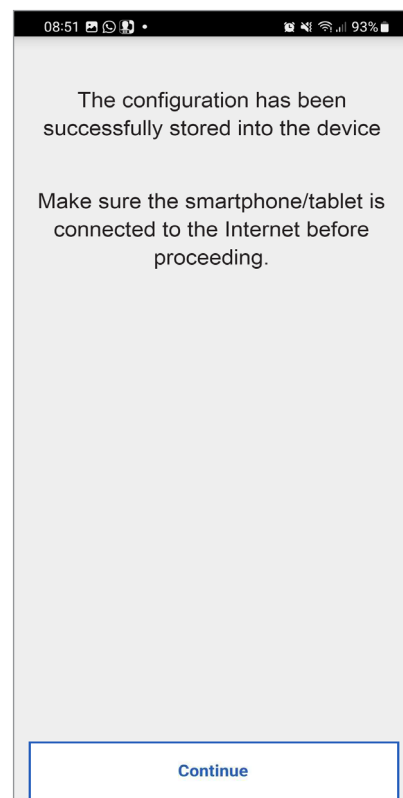 08:51 93%
The configuration has been
successfully stored into the device
Make sure the smartphone/tablet is
connected to the Internet before
proceeding.
Continue